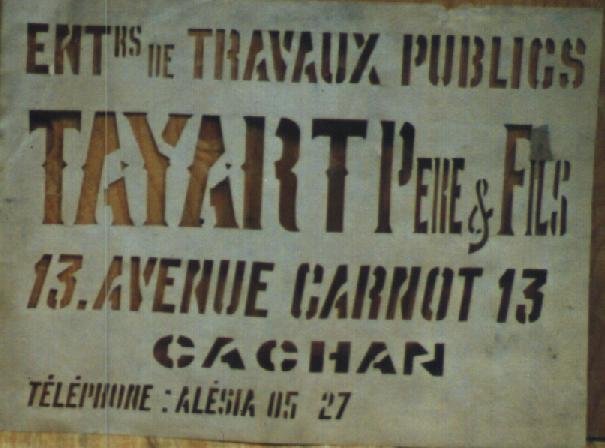 ENTRS DE TRAVAUX PUBLICS
TAYART PERE & FILS
13. AVENUE CARNOT 13
CACHAN
TÉLÉPHONE : ALÉSIA 05 27